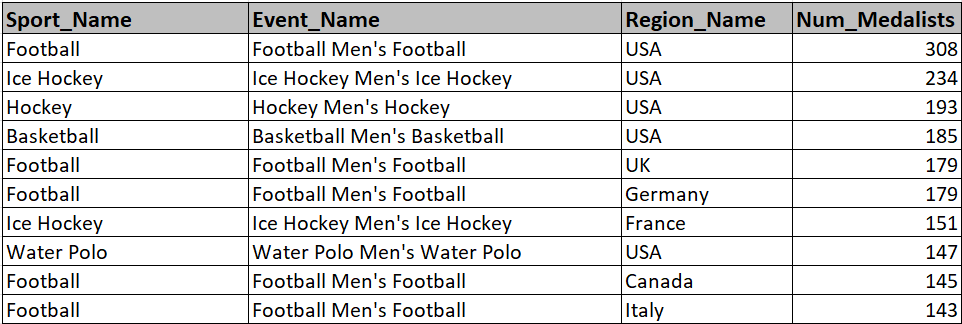 Sport_Name Event_Name Region_Name Num_Medalists
Football Football Men's Football USA 308
Ice Hockey Ice Hockey Men's Ice Hockey USA 234
Hockey Hockey Men's Hockey USA 193
Basketball Basketball Men's Basketball USA 185
Football Football Men's Football UK 179
Football Football Men's Football Germany 179
Ice Hockey Ice Hockey Men's Ice Hockey France 151
Water Polo Water Polo Men's Water Polo USA 147
Football Football Men's Football Canada 145
Football Football Men's Football Italy 143